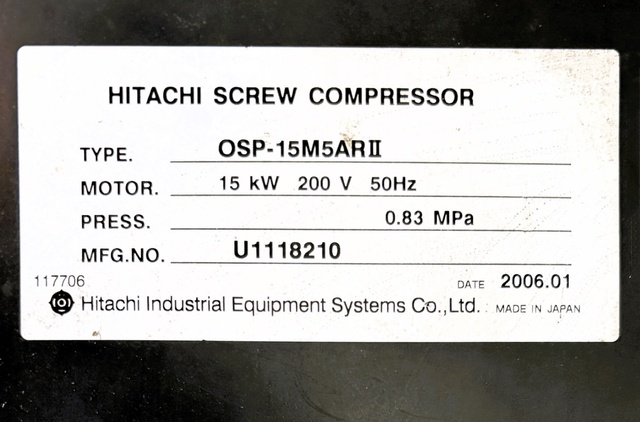 HITACHI SCREW COMPRESSOR
TYPE. OSP-15M5ARⅡ
MOTOR. 15 kW 200 V 50Hz
PRESS. 0.83 MPa
MFG.NO. U1118210
117706 DATE 2006.01
Hitachi Industrial Equipment Systems Co.,Ltd. MADE IN JAPAN